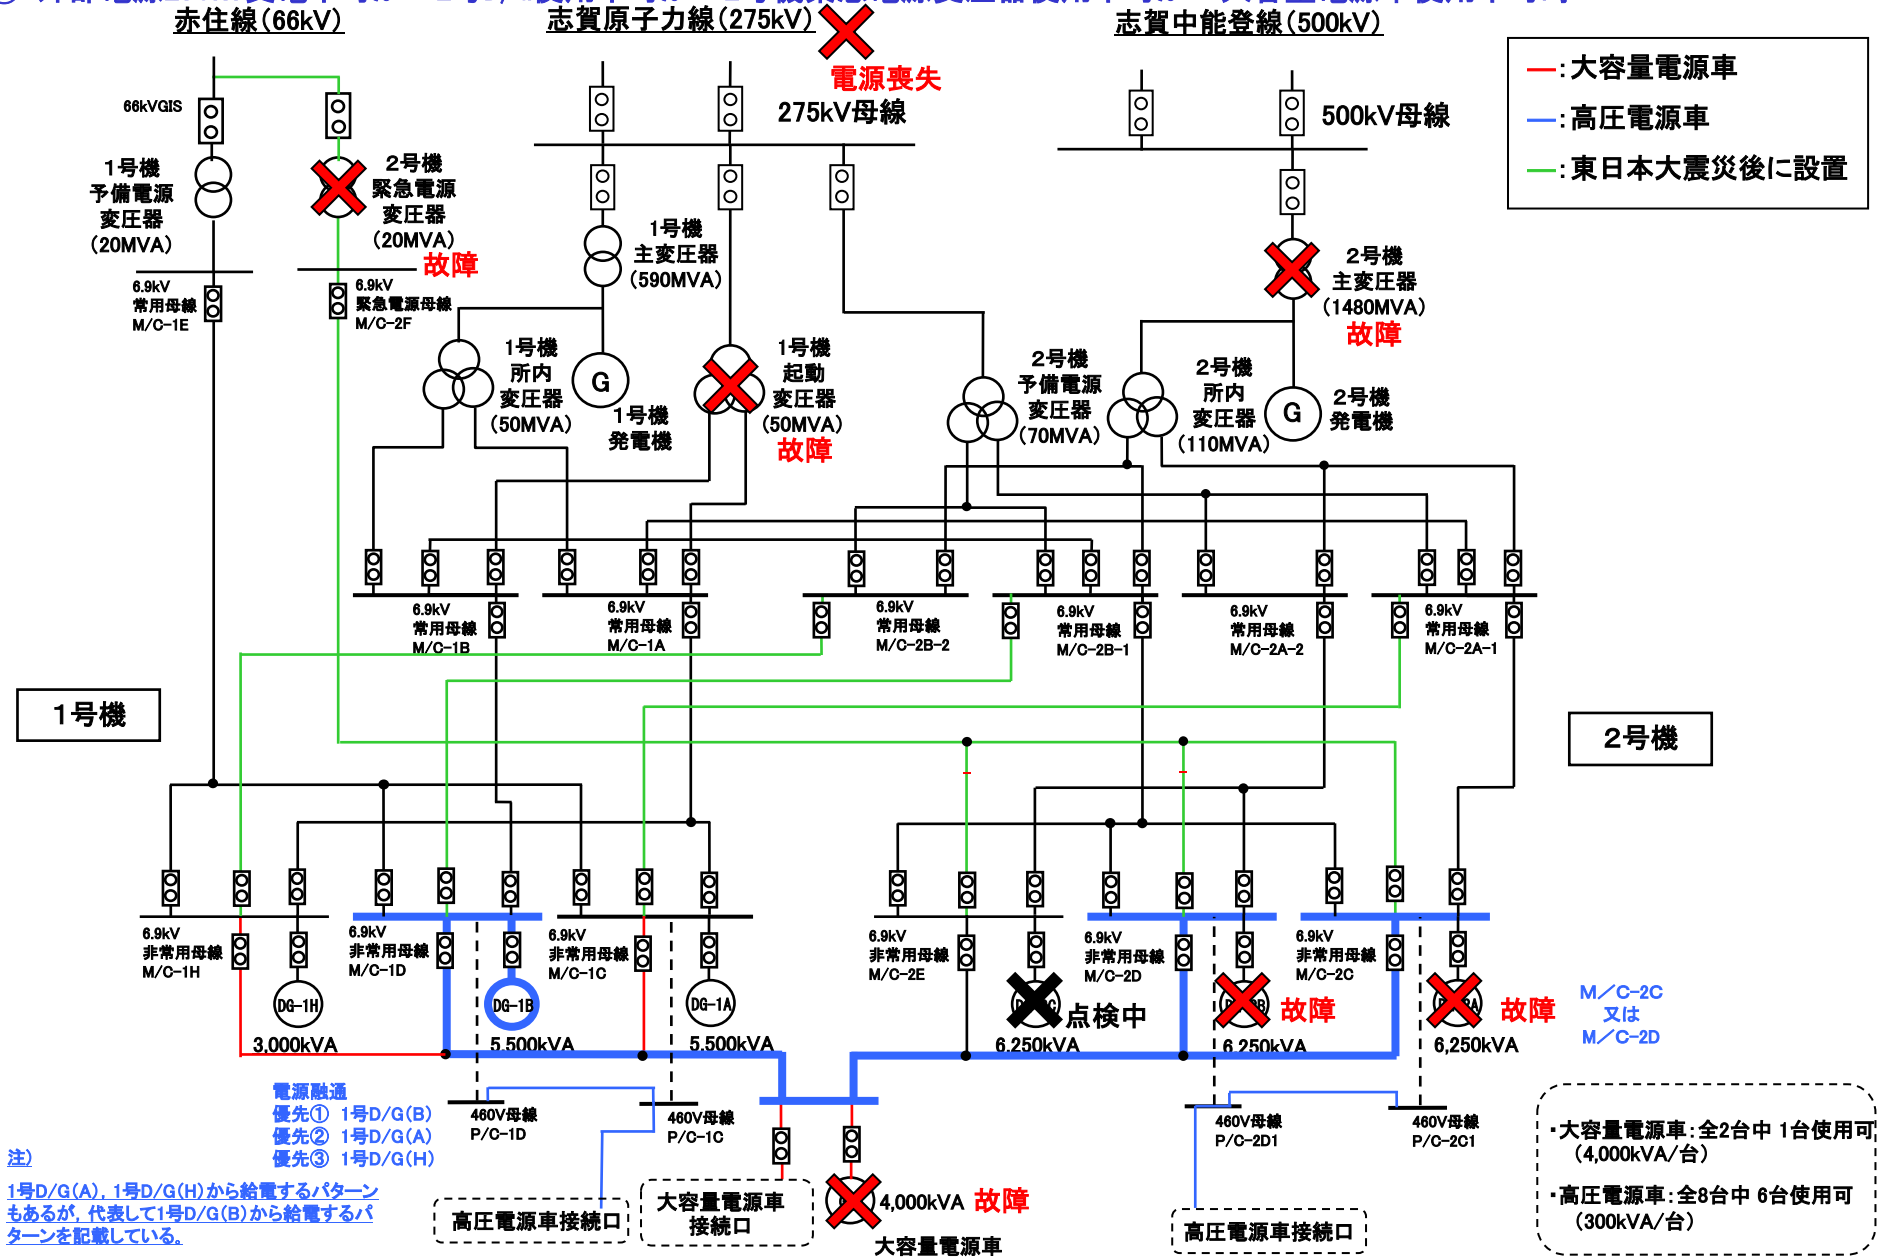 赤住線(66kV)
志賀原子力線(275kV)
電源喪失
志賀中能登線(500kV)
:大容量電源車
:高圧電源車
:東日本大震災後に設置
66kVGIS
275kV母線
500kV母線
1号機
予備電源
変圧器
(20MVA)
2号機
緊急電源
変圧器
(20MVA)
故障
1号機
主変圧器
(590MVA)
2号機
主変圧器
(1480MVA)
故障
6.9kV
常用母線
M/C-1E
6.9kV
緊急電源母線
M/C-2F
1号機
所内
変圧器
(50MVA)
G
1号機
発電機
1号機
起動
変圧器
(50MVA)
故障
2号機
予備電源
変圧器
(70MVA)
2号機
所内
変圧器
(110MVA)
G
2号機
発電機
6.9kV
常用母線
M/C-1B
6.9kV
常用母線
M/C-1A
6.9kV
常用母線
M/C-2B-2
6.9kV
常用母線
M/C-2B-1
6.9kV
常用母線
M/C-2A-2
6.9kV
常用母線
M/C-2A-1
1号機
2号機
6.9kV
非常用母線
M/C-1H
6.9kV
非常用母線
M/C-1D
6.9kV
非常用母線
M/C-1C
6.9kV
非常用母線
M/C-2E
6.9kV
非常用母線
M/C-2D
6.9kV
非常用母線
M/C-2C
DG-1H
3,000kVA
DG-1B
5,500kVA
DG-1A
5,500kVA
点検中
6,250kVA
故障
6,250kVA
故障
6,250kVA
M/C-2C
又は
M/C-2D
電源融通
優先① 1号D/G(B)
優先② 1号D/G(A)
優先③ 1号D/G(H)
460V母線
P/C-1D
460V母線
P/C-1C
460V母線
P/C-2D1
460V母線
P/C-2C1
注)
1号D/G(A),1号D/G(H)から給電するパターン
もあるが,代表して1号D/G(B)から給電するパ
ターンを記載している。
高圧電源車接続口
大容量電源車
接続口
4,000kVA
故障
大容量電源車
高圧電源車接続口
・大容量電源車:全2台中 1台使用可
(4,000kVA/台)
・高圧電源車:全8台中 6台使用可
(300kVA/台)